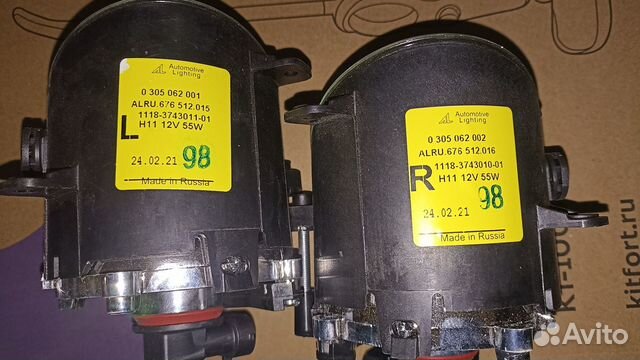 Automotive
Lighting
0 305 062 001
ALRU.676 512.015
1118-3743011-01
L H11 12V 55W
24.02.21 98
Made in Russia
Automotive
Lighting
0 305 062 002
ALRU.676 512.016
1118-3743010-01
R H11 12V 55W
24.02.21 98
Made in Russia
kitfort.ru
Avito